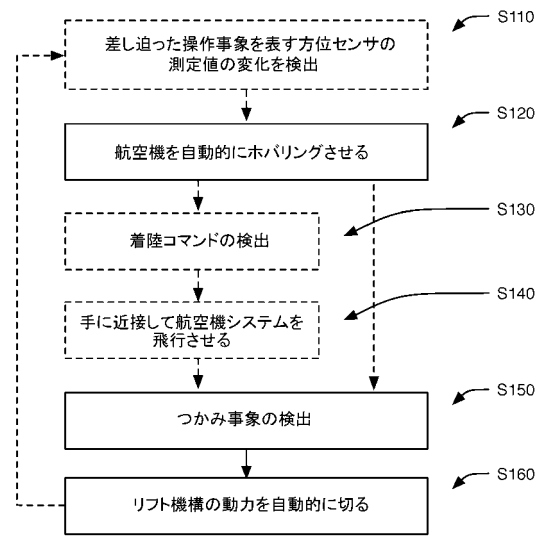 S110
差し迫った操作事象を表す方位センサの
測定値の変化を検出
S120
航空機を自動的にホバリングさせる
S130
着陸コマンドの検出
S140
手に近接して航空機システムを
飛行させる
S150
つかみ事象の検出
S160
リフト機構の動力を自動的に切る